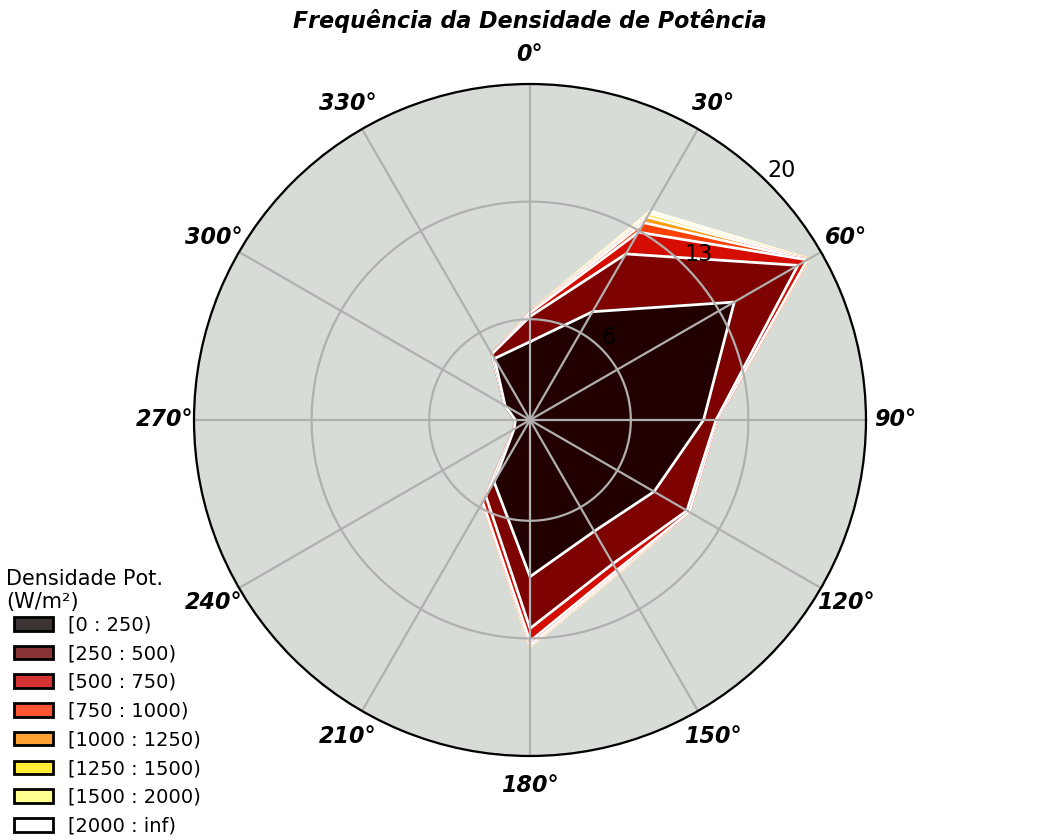 Frequência da Densidade de Potência
0°
330°
30°
20
300°
60°
13
6
270°
90°
240°
120°
210°
150°
180°
Densidade Pot.
(W/m²)
[0 : 250)
[250 : 500)
[500 : 750)
[750 : 1000)
[1000 : 1250)
[1250 : 1500)
[1500 : 2000)
[2000 : inf)